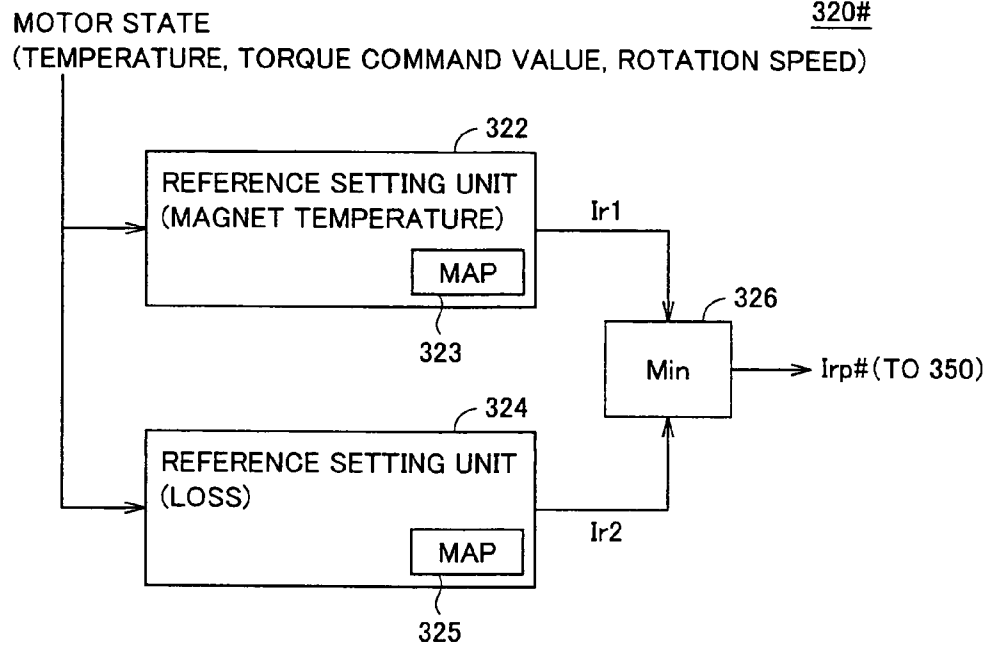 320#
MOTOR STATE
(TEMPERATURE, TORQUE COMMAND VALUE, ROTATION SPEED)
322
REFERENCE SETTING UNIT
(MAGNET TEMPERATURE)
MAP
323
Ir1
326
Min
Irp#(TO 350)
324
REFERENCE SETTING UNIT
(LOSS)
MAP
325
Ir2